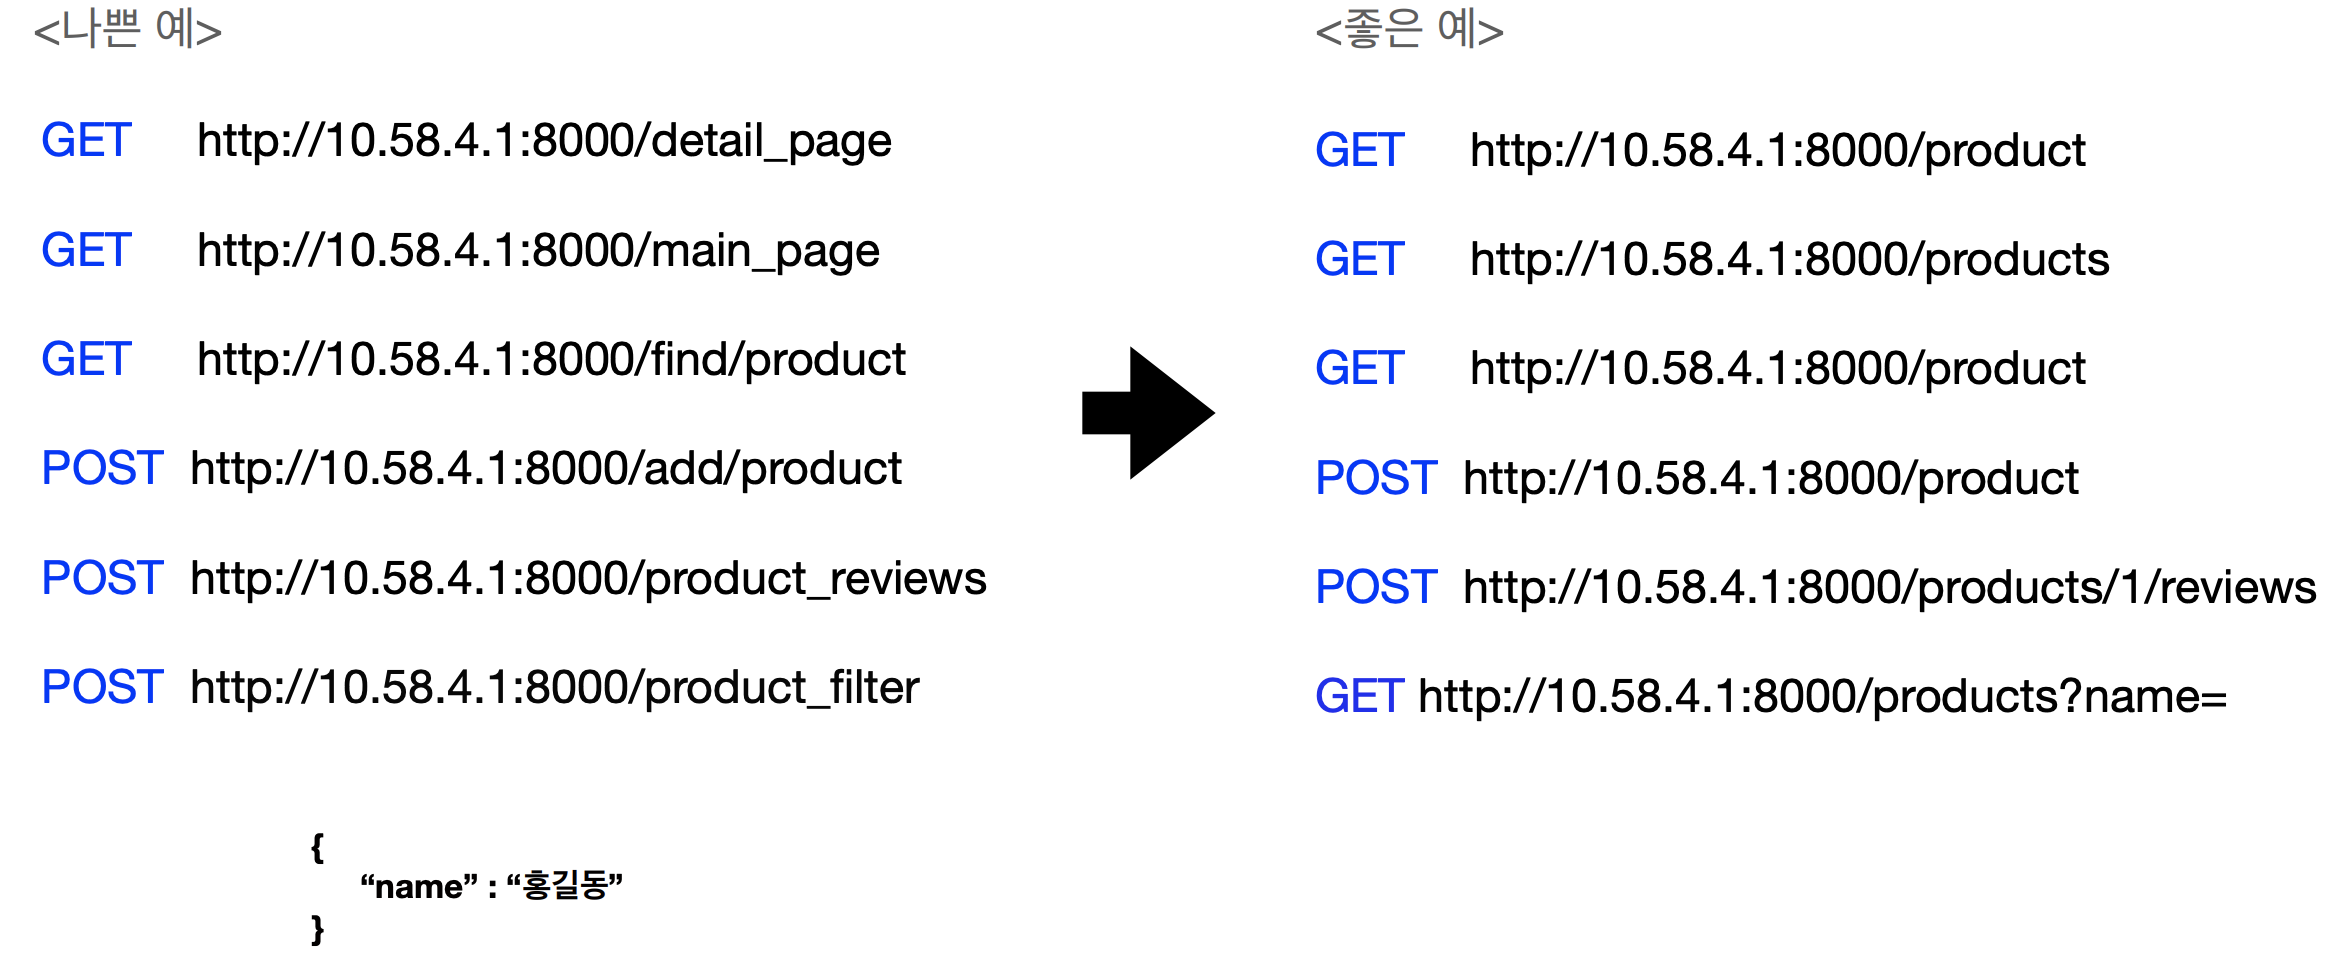 <나쁜 예>
GET http://10.58.4.1:8000/detail_page
GET http://10.58.4.1:8000/main_page
GET http://10.58.4.1:8000/find/product
POST http://10.58.4.1:8000/add/product
POST http://10.58.4.1:8000/product_reviews
POST http://10.58.4.1:8000/product_filter
{
“name” : “홍길동”
}
<좋은 예>
GET http://10.58.4.1:8000/product
GET http://10.58.4.1:8000/products
GET http://10.58.4.1:8000/product
POST http://10.58.4.1:8000/product
POST http://10.58.4.1:8000/products/1/reviews
GET http://10.58.4.1:8000/products?name=